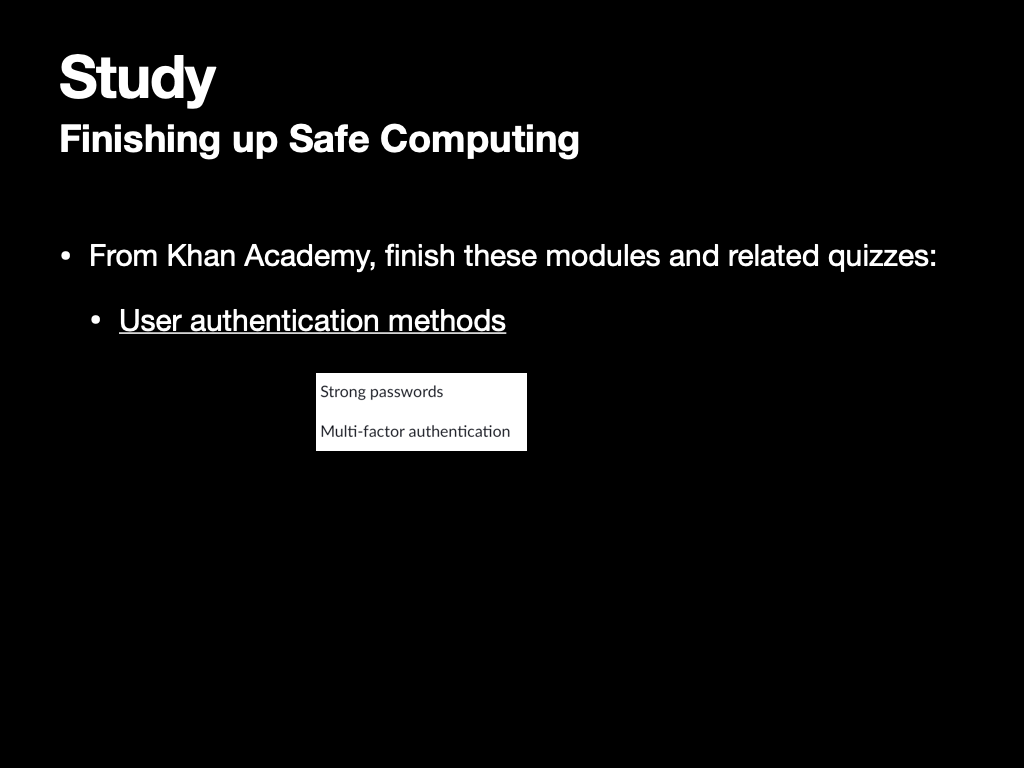 Study
Finishing up Safe Computing
• From Khan Academy, finish these modules and related quizzes:
• User authentication methods
Strong passwords
Multi-factor authentication